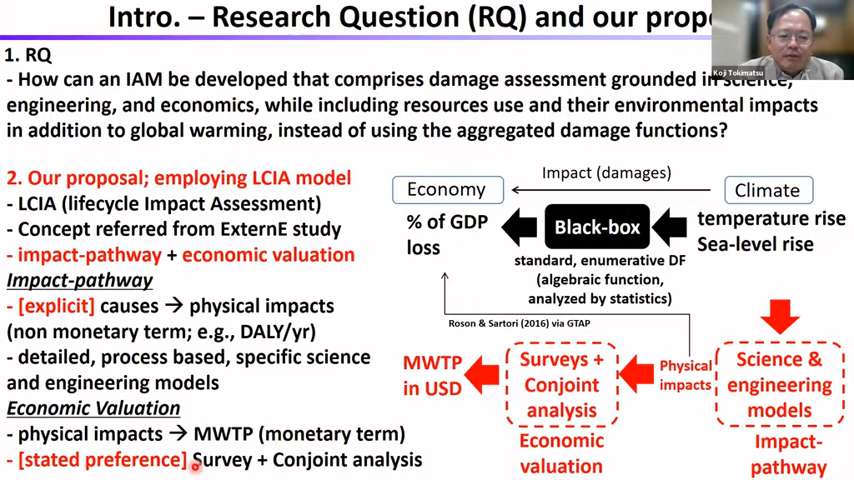 Intro. – Research Question (RQ) and our prop
Koji Tokimatsu
1. RQ
- How can an IAM be developed that comprises damage assessment grounded in science,
engineering, and economics, while including resources use and their environmental impacts
in addition to global warming, instead of using the aggregated damage functions?
2. Our proposal; employing LCIA model
- LCIA (lifecycle Impact Assessment)
- Concept referred from ExternE study
- impact-pathway + economic valuation
Impact-pathway
- [explicit] causes → physical impacts
(non monetary term; e.g., DALY/yr)
- detailed, process based, specific science
and engineering models
Economic Valuation
- physical impacts → MWTP (monetary term)
- [stated preference] Survey + Conjoint analysis
Impact (damages)
Economy
Climate
% of GDP
loss
Black-box
temperature rise
Sea-level rise
standard, enumerative DF
(algebraic function,
analyzed by statistics)
Roson & Sartori (2016) via GTAP
MWTP
in USD
Surveys +
Conjoint
analysis
Physical
impacts
Science &
engineering
models
Economic
valuation
Impact-
pathway